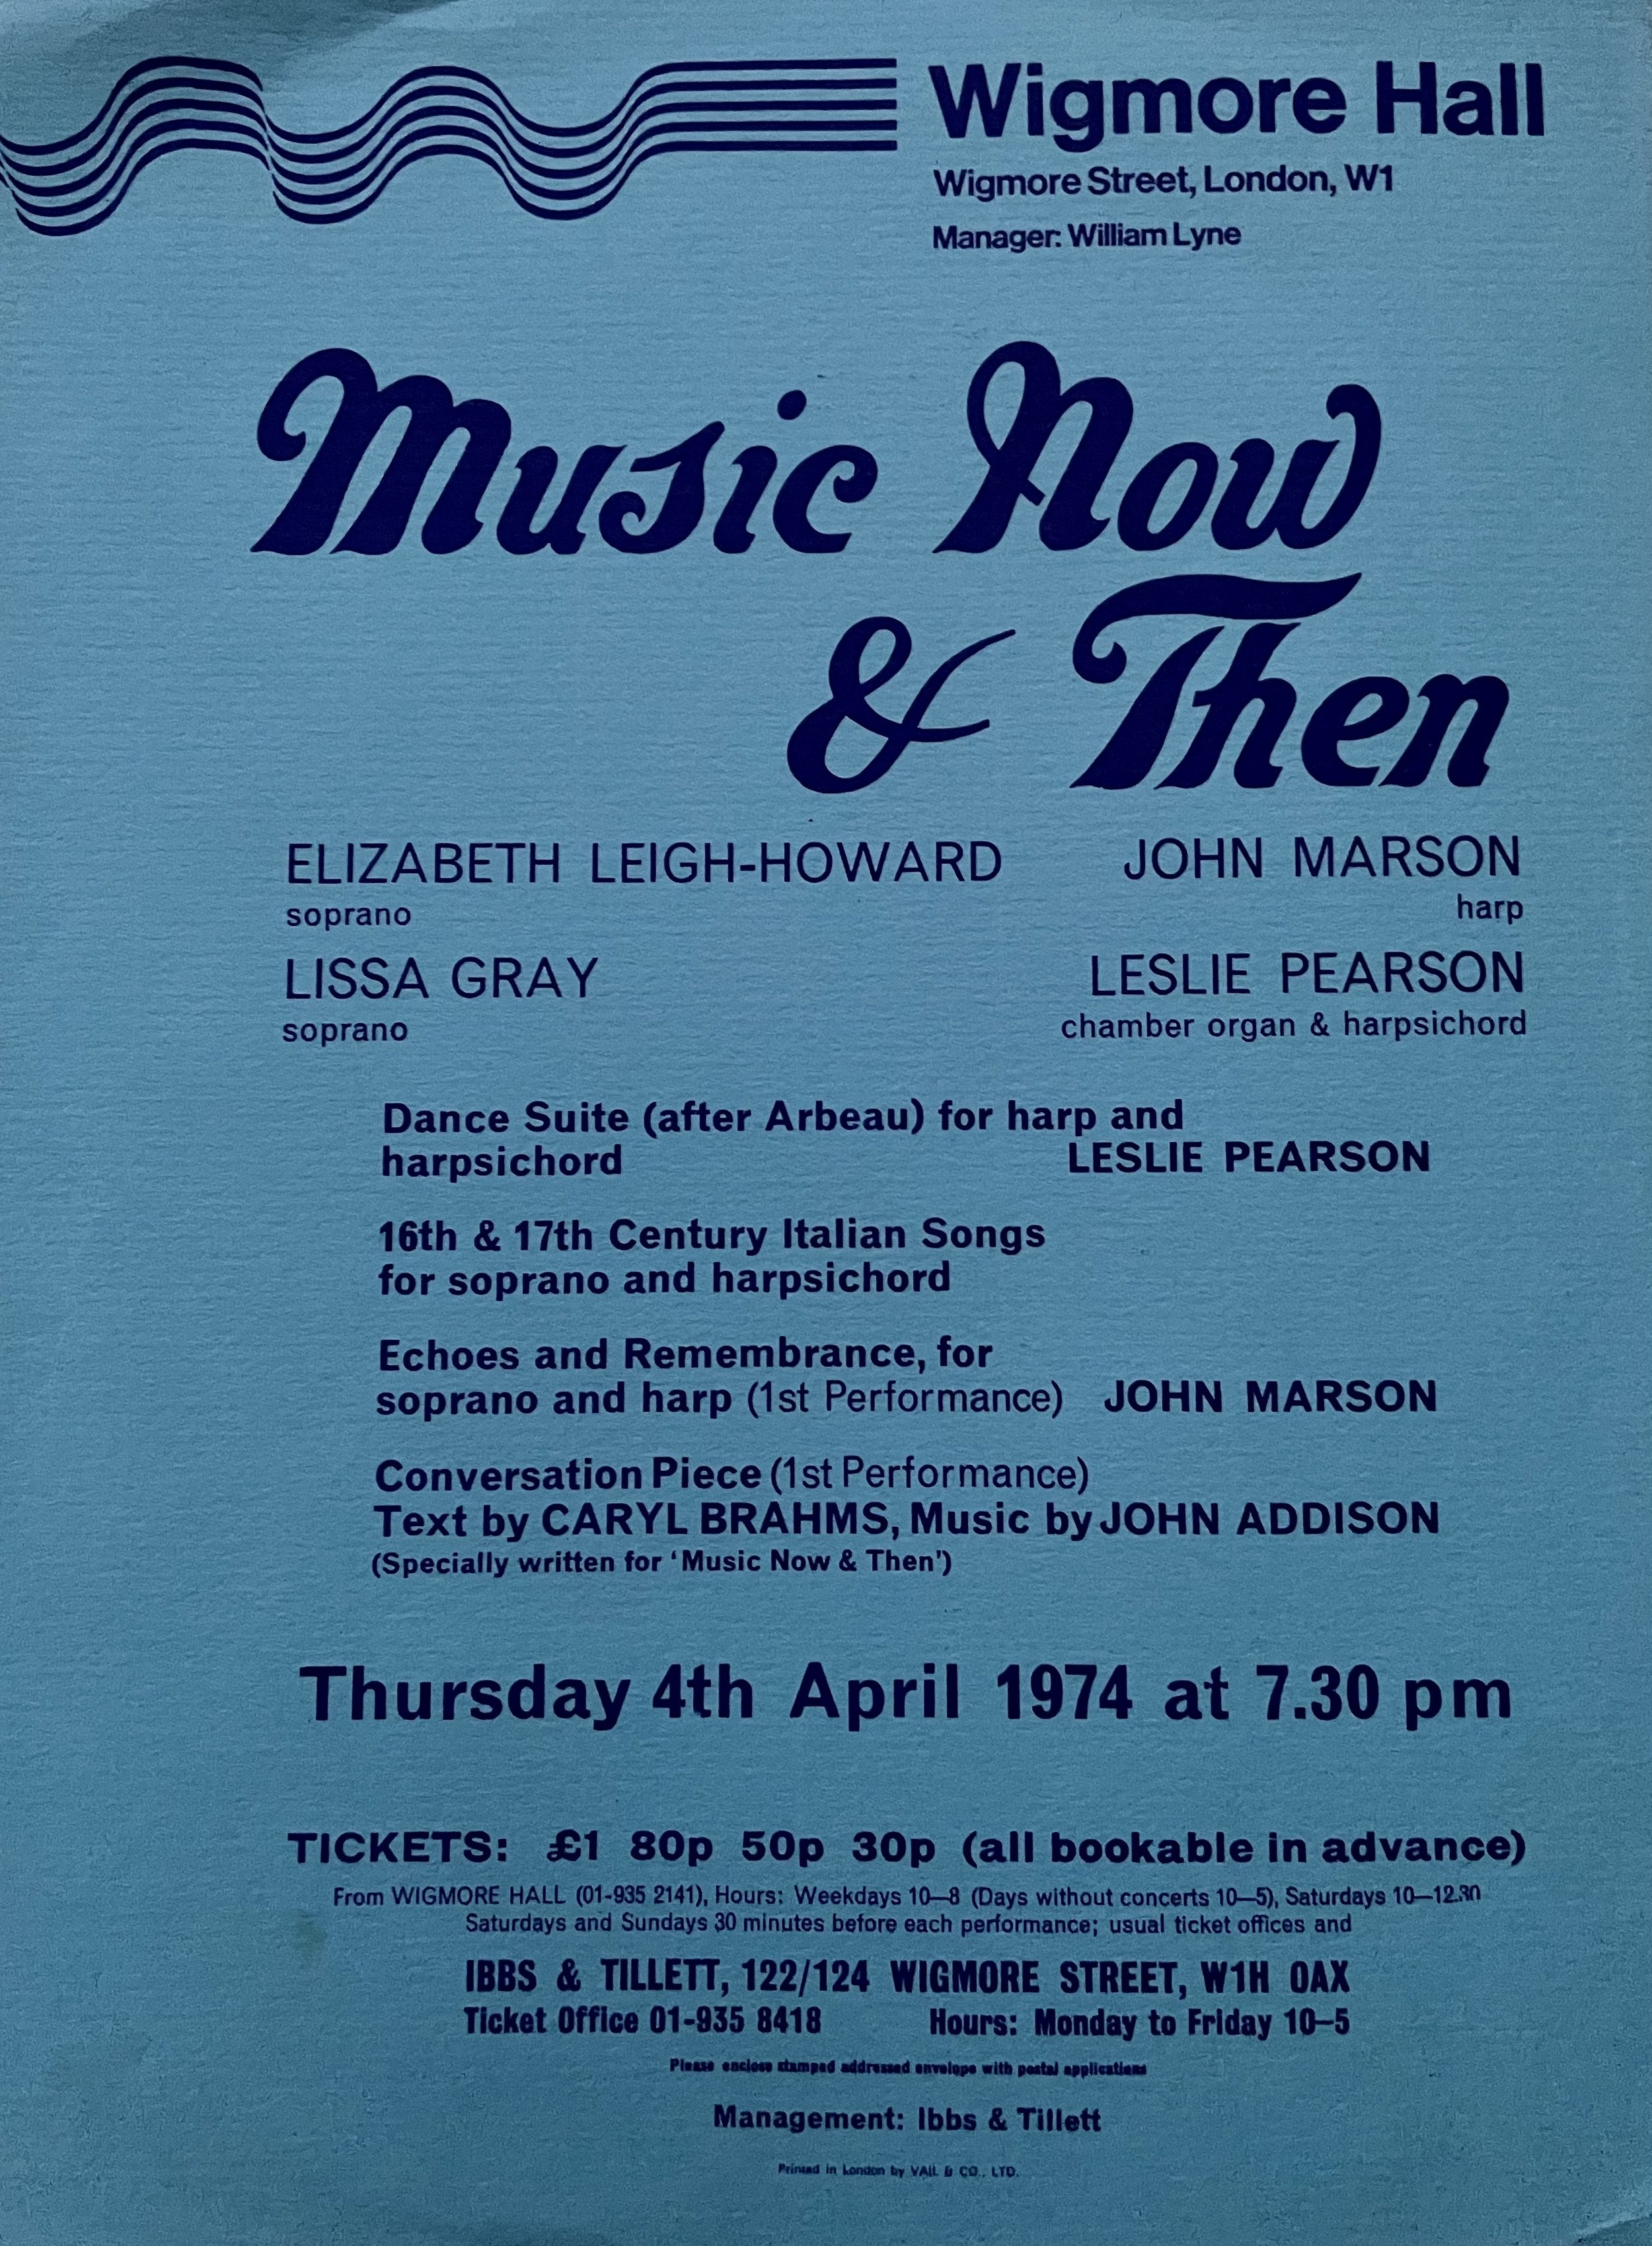 Wigmore Hall
Wigmore Street, London, W1
Manager: William Lyne
Music Now
& Then
ELIZABETH LEIGH-HOWARD
soprano
JOHN MARSON
harp
LISSA GRAY
soprano
LESLIE PEARSON
chamber organ & harpsichord
Dance Suite (after Arbeau) for harp and
harpsichord LESLIE PEARSON
16th & 17th Century Italian Songs
for soprano and harpsichord
Echoes and Remembrance, for
soprano and harp (1st Performance) JOHN MARSON
Conversation Piece (1st Performance)
Text by CARYL BRAHMS, Music by JOHN ADDISON
(Specially written for 'Music Now & Then')
Thursday 4th April 1974 at 7.30 pm
TICKETS: £1 80p 50p 30p (all bookable in advance)
From WIGMORE HALL (01-935 2141), Hours: Weekdays 10—8 (Days without concerts 10—5), Saturdays 10—12.30
Saturdays and Sundays 30 minutes before each performance; usual ticket offices and
IBBS & TILLETT, 122/124 WIGMORE STREET, W1H 0AX
Ticket Office 01-935 8418 Hours: Monday to Friday 10—5
Please enclose stamped addressed envelope with postal applications
Management: Ibbs & Tillett
Printed in London by VAIL & CO., LTD.